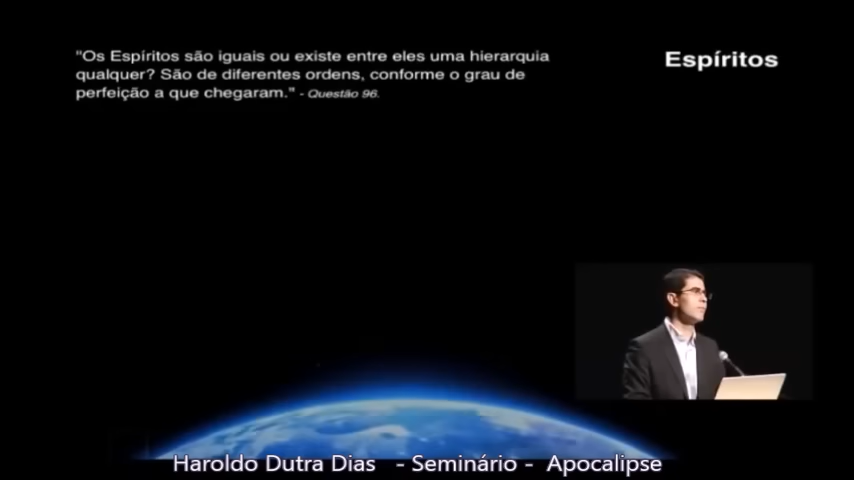 "Os Espíritos são iguais ou existe entre eles uma hierarquia
qualquer? São de diferentes ordens, conforme o grau de
perfeição a que chegaram." - Questão 96.
Espíritos
Haroldo Dutra Dias - Seminário - Apocalipse